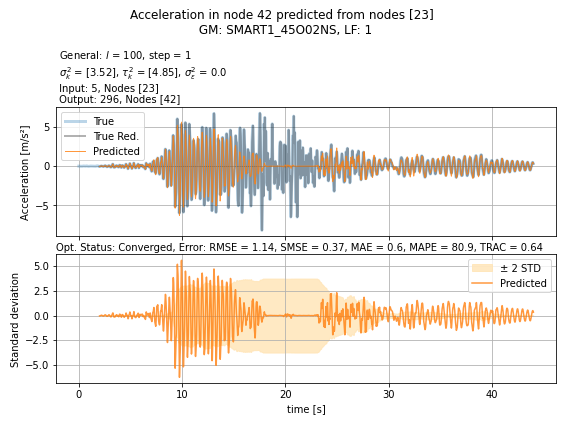 Acceleration in node 42 predicted from nodes [23]
GM: SMART1_45O02NS, LF: 1
General: l = 100, step = 1
σ_k² = [3.52], τ_k² = [4.85], σ_ε² = 0.0
Input: 5, Nodes [23]
Output: 296, Nodes [42]
True
True Red.
Predicted
5
0
−5
Acceleration [m/s²]
Opt. Status: Converged, Error: RMSE = 1.14, SMSE = 0.37, MAE = 0.6, MAPE = 80.9, TRAC = 0.64
± 2 STD
Predicted
5.0
2.5
0.0
−2.5
−5.0
Standard deviation
0 10 20 30 40
time [s]